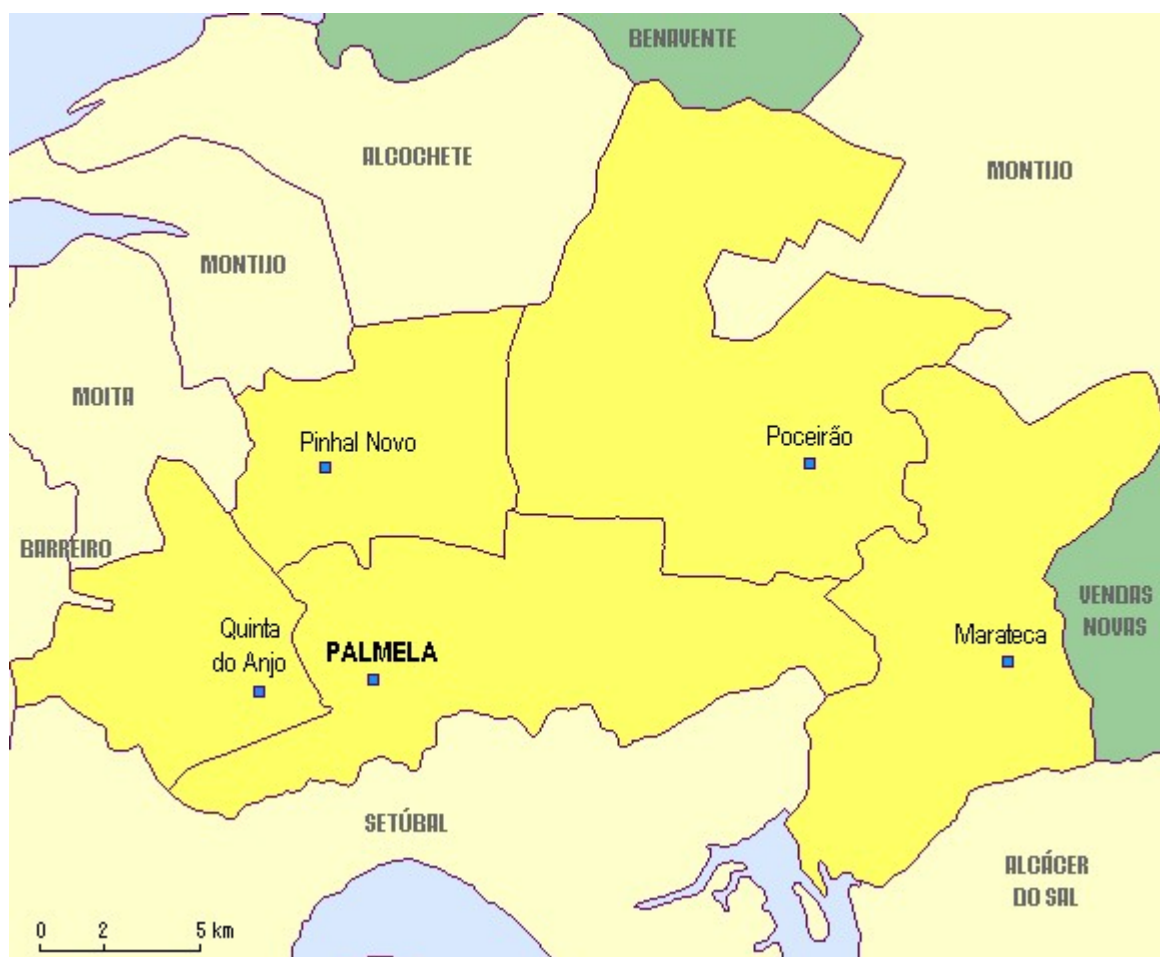 BENAVENTE
ALCOCHETE
MONTIJO
MONTIJO
MOITA
Pinhal Novo
Poceirão
BARREIRO
VENDAS
NOVAS
Quinta
do Anjo
PALMELA
Marateca
SETÚBAL
ALCÁCER
DO SAL
0 2 5 km